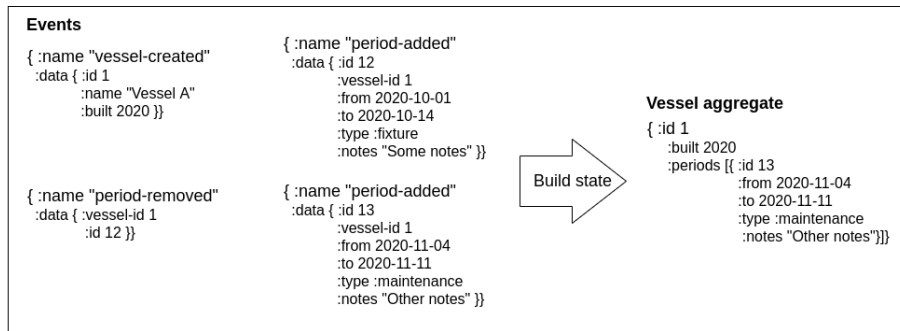 Events
{ :name "vessel-created"
:data { :id 1
:name "Vessel A"
:built 2020 }}
{ :name "period-added"
:data { :id 12
:vessel-id 1
:from 2020-10-01
:to 2020-10-14
:type :fixture
:notes "Some notes" }}
{ :name "period-removed"
:data { :vessel-id 1
:id 12 }}
{ :name "period-added"
:data { :id 13
:vessel-id 1
:from 2020-11-04
:to 2020-11-11
:type :maintenance
:notes "Other notes" }}
Build state
Vessel aggregate
{ :id 1
:built 2020
:periods [{ :id 13
:from 2020-11-04
:to 2020-11-11
:type :maintenance
:notes "Other notes"}]}